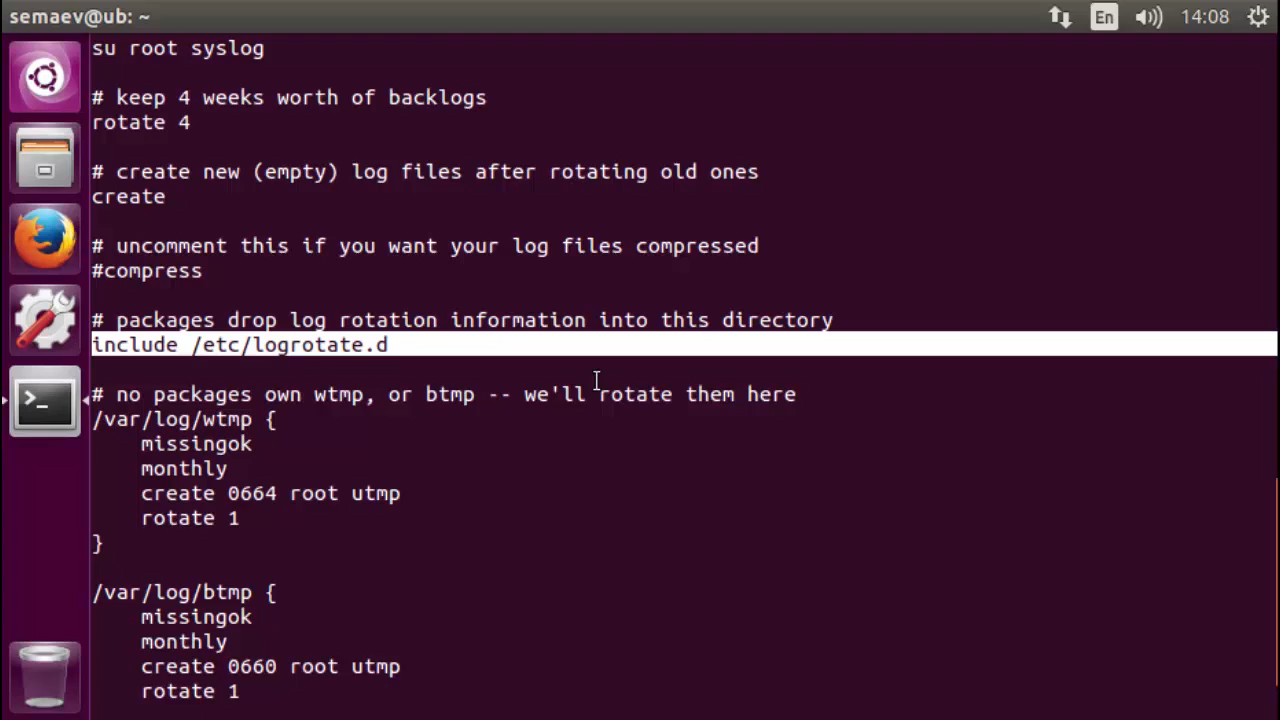 semaev@ub: ~
En
14:08
su root syslog
# keep 4 weeks worth of backlogs
rotate 4
# create new (empty) log files after rotating old ones
create
# uncomment this if you want your log files compressed
#compress
# packages drop log rotation information into this directory
include /etc/logrotate.d
# no packages own wtmp, or btmp -- we'll rotate them here
/var/log/wtmp {
    missingok
    monthly
    create 0664 root utmp
    rotate 1
}
/var/log/btmp {
    missingok
    monthly
    create 0660 root utmp
    rotate 1